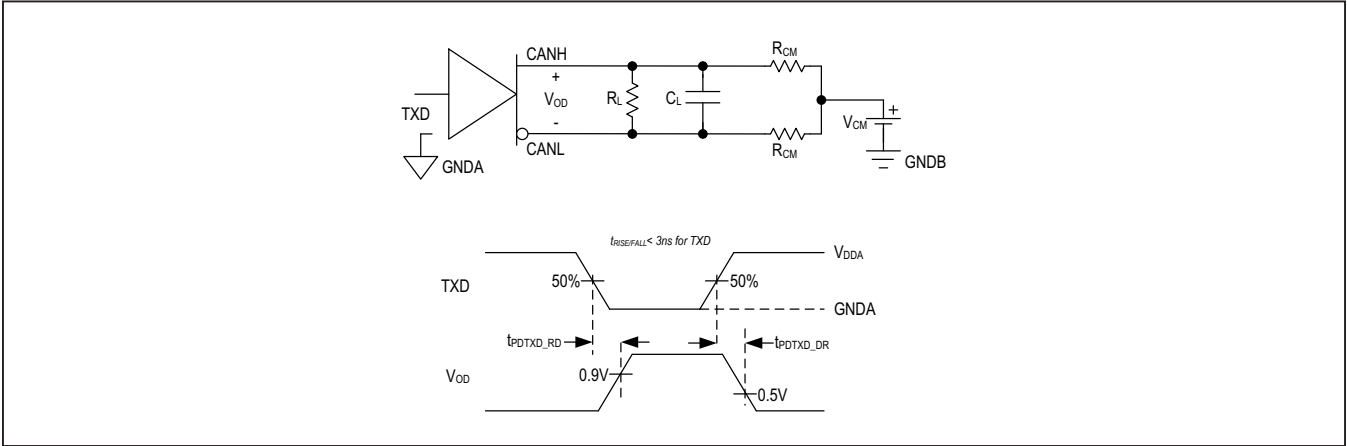 CANH
RCM
+
TXD
VOD
RL
CL
VCM
+
-
CANL
RCM
GNDA
GNDB
tRISE/FALL< 3ns for TXD
VDDA
TXD
50%
50%
GNDA
tPDTXD_RD
tPDTXD_DR
VOD
0.9V
0.5V